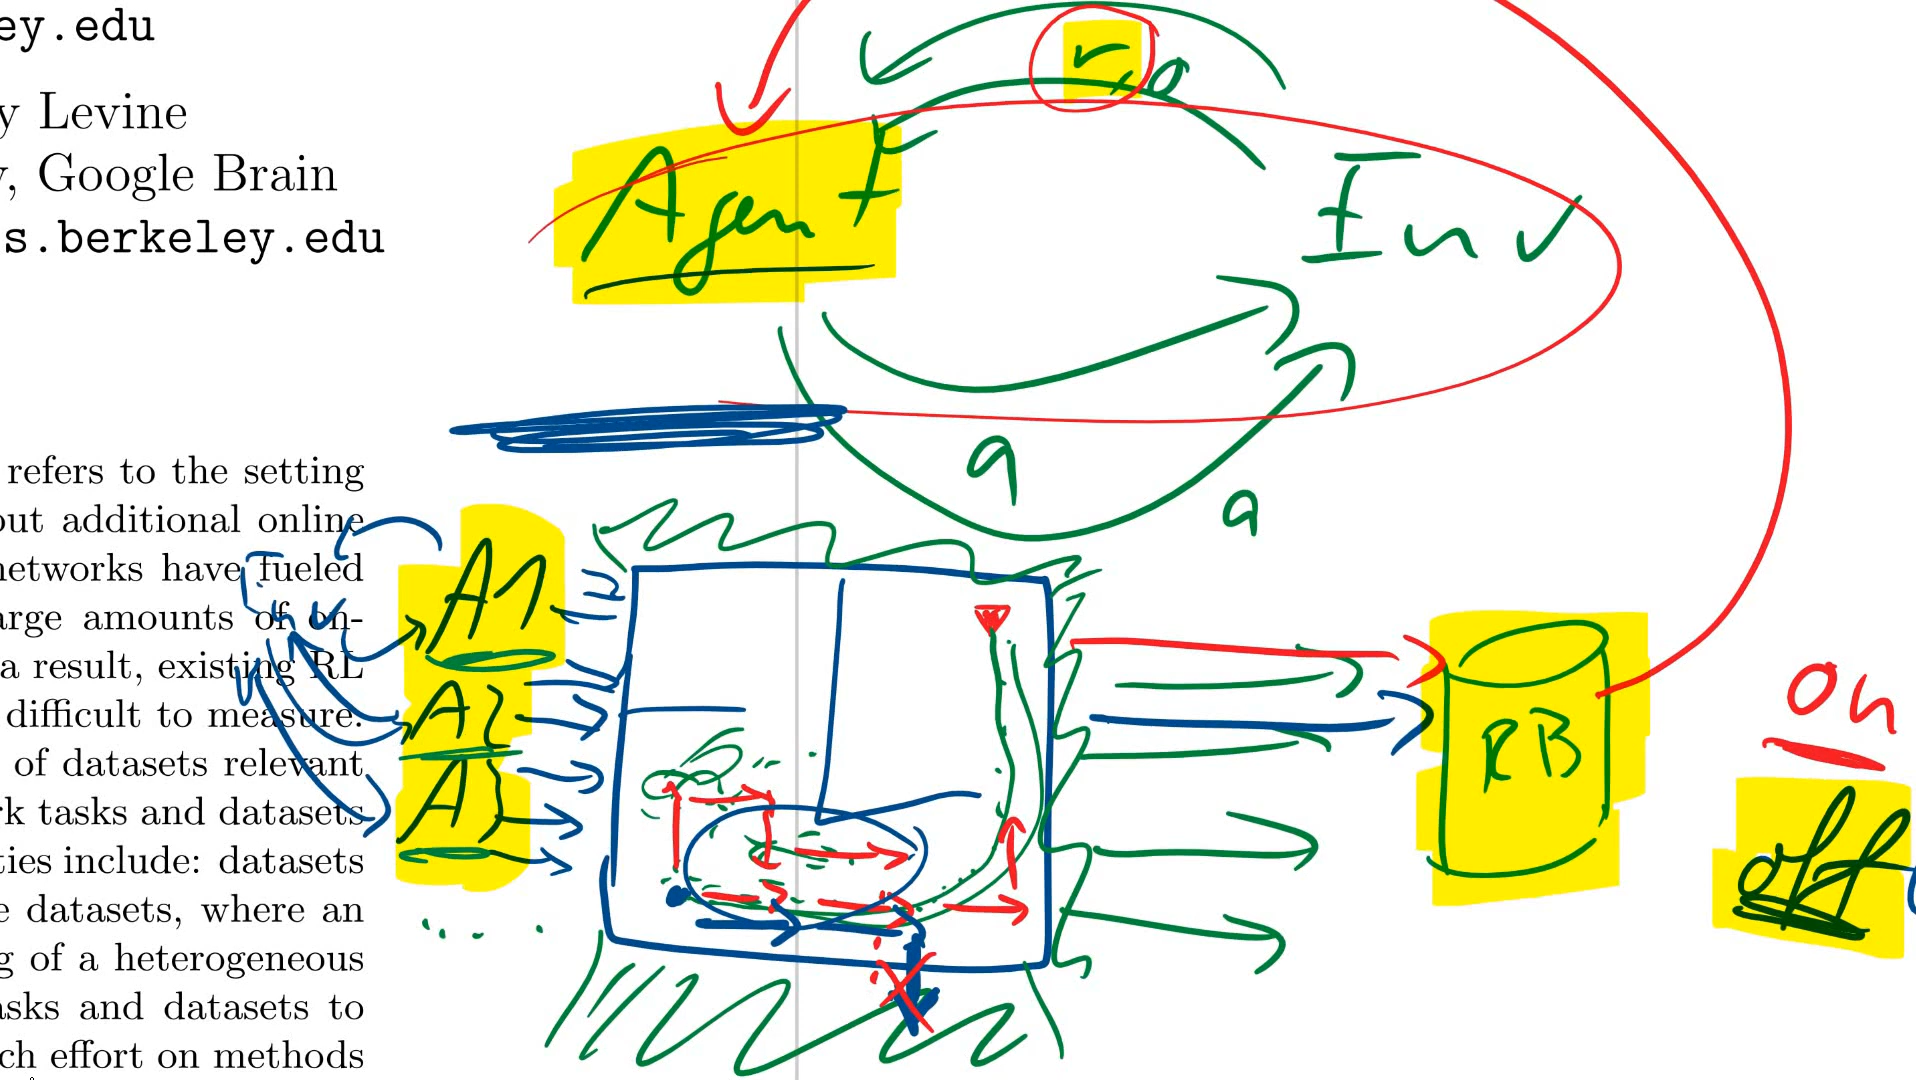 ey.edu
y Levine
y, Google Brain
s.berkeley.edu
refers to the setting
out additional online
networks have fueled
arge amounts of on-
a result, existing RL
difficult to measure.
of datasets relevant
rk tasks and datasets
ties include: datasets
e datasets, where an
g of a heterogeneous
asks and datasets to
ch effort on methods
r, o
Agent
Env
a
a
A1
A2
A3
RB
on
off